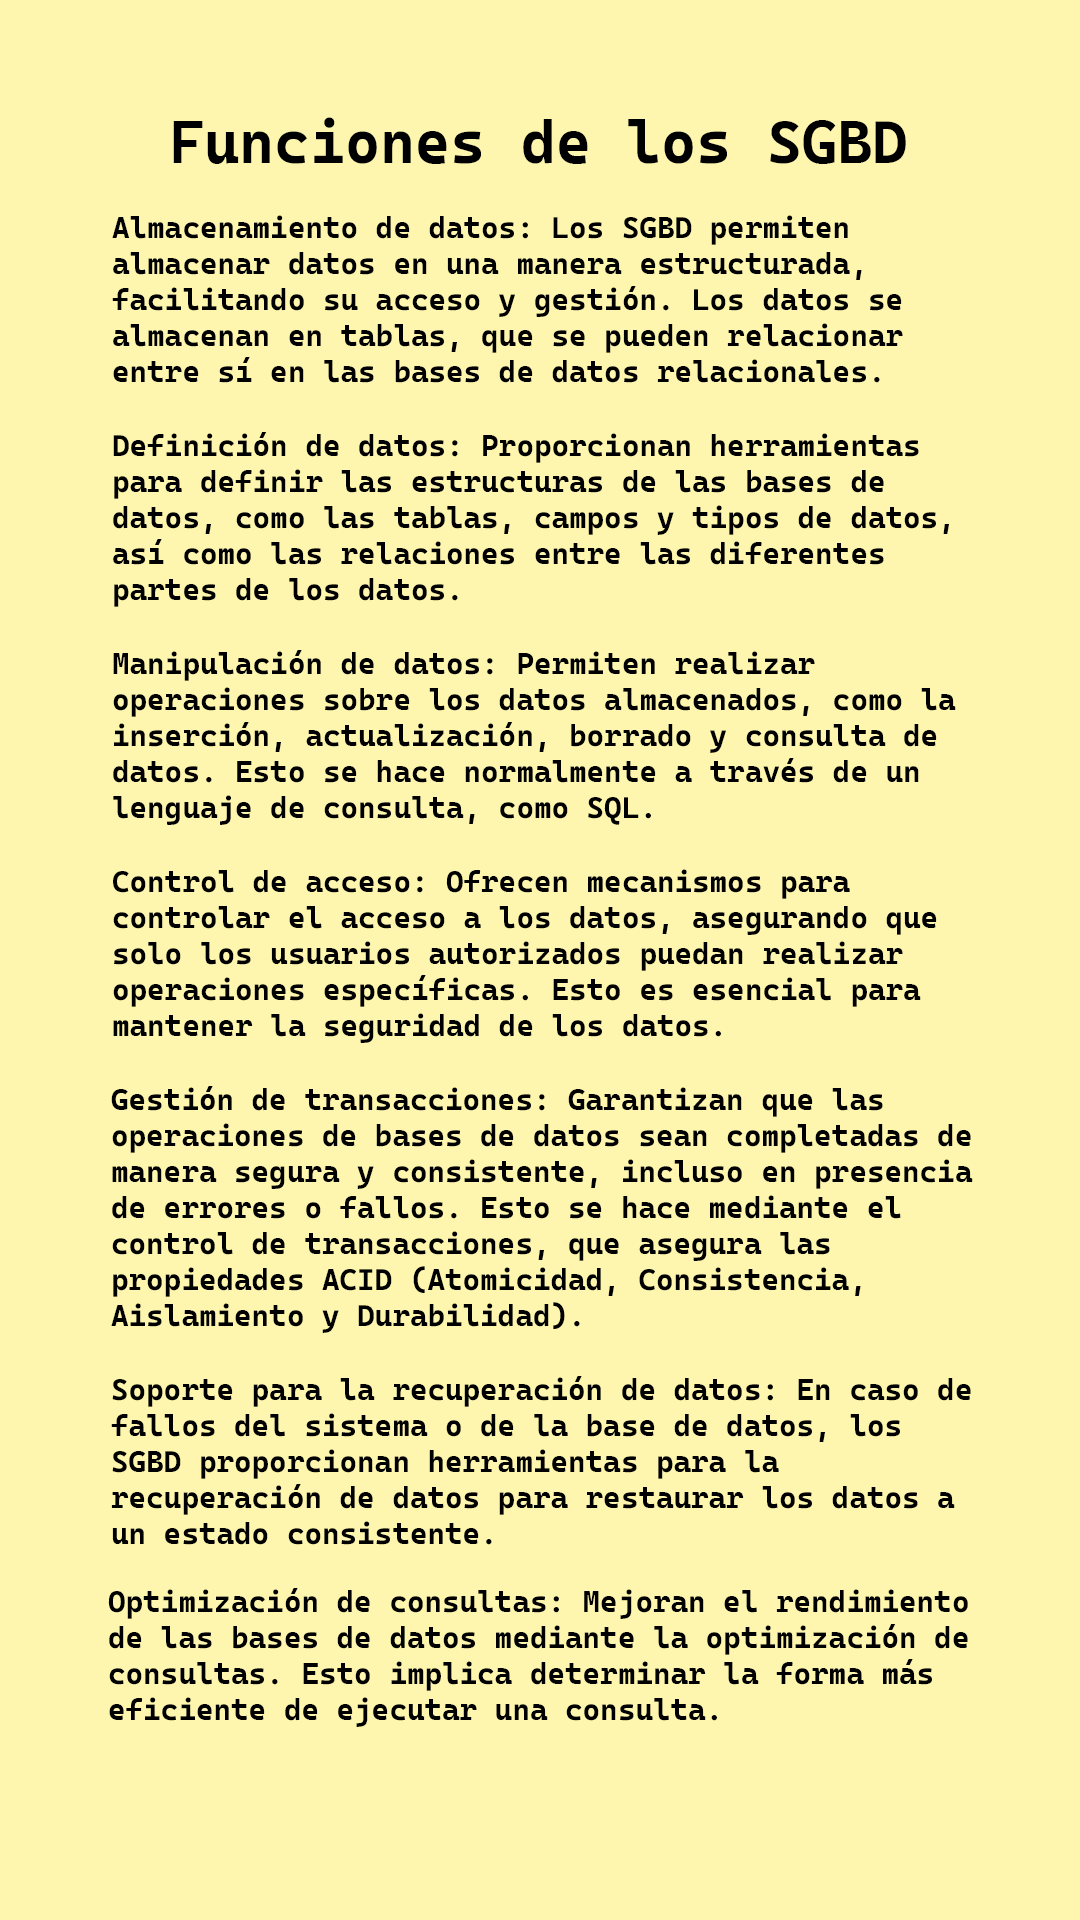 Funciones de los SGBD
Almacenamiento de datos: Los SGBD permiten
almacenar datos en una manera estructurada,
facilitando su acceso y gestión. Los datos se
almacenan en tablas, que se pueden relacionar
entre sí en las bases de datos relacionales.
Definición de datos: Proporcionan herramientas
para definir las estructuras de las bases de
datos, como las tablas, campos y tipos de datos,
así como las relaciones entre las diferentes
partes de los datos.
Manipulación de datos: Permiten realizar
operaciones sobre los datos almacenados, como la
inserción, actualización, borrado y consulta de
datos. Esto se hace normalmente a través de un
lenguaje de consulta, como SQL.
Control de acceso: Ofrecen mecanismos para
controlar el acceso a los datos, asegurando que
solo los usuarios autorizados puedan realizar
operaciones específicas. Esto es esencial para
mantener la seguridad de los datos.
Gestión de transacciones: Garantizan que las
operaciones de bases de datos sean completadas de
manera segura y consistente, incluso en presencia
de errores o fallos. Esto se hace mediante el
control de transacciones, que asegura las
propiedades ACID (Atomicidad, Consistencia,
Aislamiento y Durabilidad).
Soporte para la recuperación de datos: En caso de
fallos del sistema o de la base de datos, los
SGBD proporcionan herramientas para la
recuperación de datos para restaurar los datos a
un estado consistente.
Optimización de consultas: Mejoran el rendimiento
de las bases de datos mediante la optimización de
consultas. Esto implica determinar la forma más
eficiente de ejecutar una consulta.